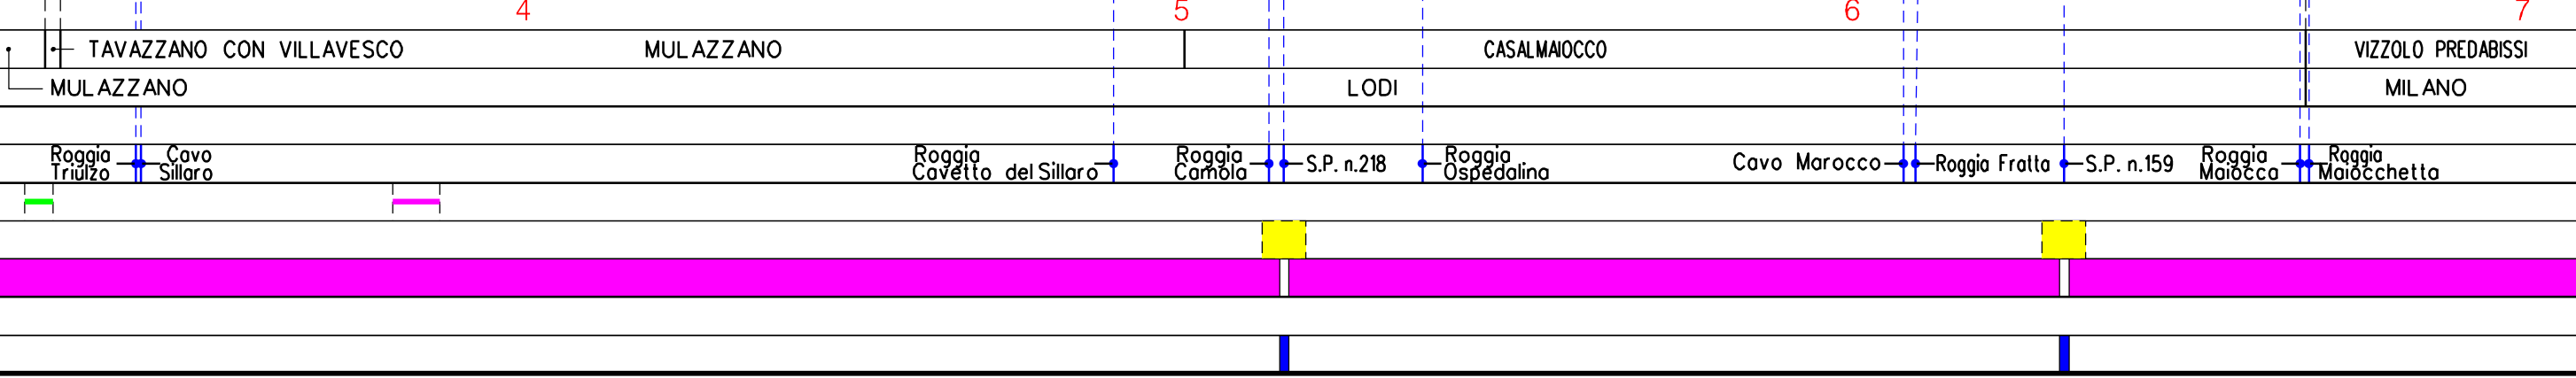 4 5 6 7
TAVAZZANO CON VILLAVESCO MULAZZANO CASALMAIOCCO VIZZOLO PREDABISSI
MULAZZANO LODI MILANO
Roggia Triulzo
Cavo Sillaro
Roggia Cavetto del Sillaro
Roggia Camola
S.P. n.218
Roggia Ospedalina
Cavo Marocco
Roggia Fratta
S.P. n.159
Roggia Maiocca
Roggia Maiocchetta